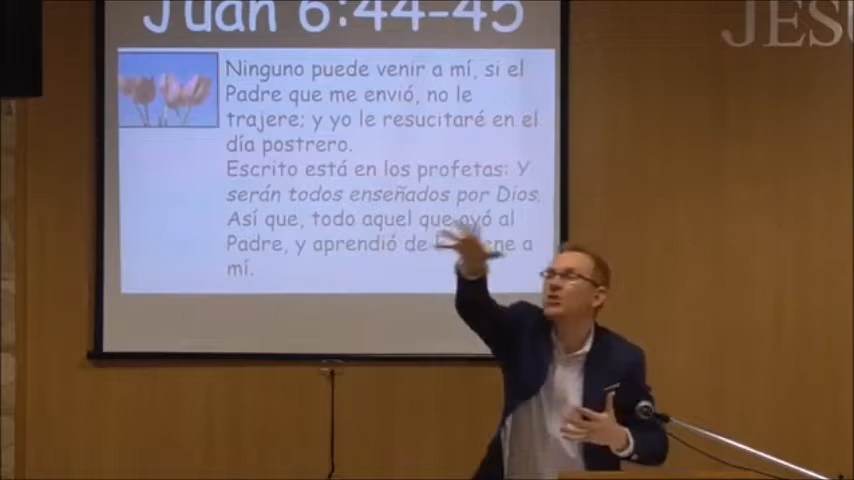 Juan 6:44-45
JESU
Ninguno puede venir a mí, si el
Padre que me envió, no le
trajere; y yo le resucitaré en el
día postrero.
Escrito está en los profetas: Y
serán todos enseñados por Dios.
Así que, todo aquel que oyó al
Padre, y aprendió de ene a
mí.